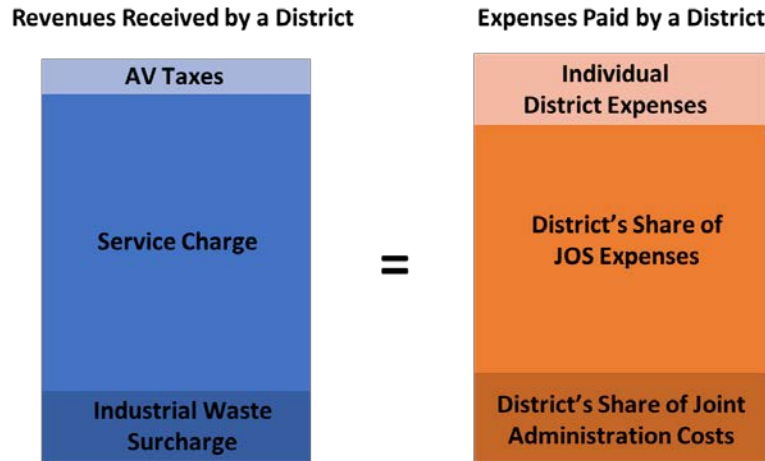 Revenues Received by a District
Expenses Paid by a District
AV Taxes
Service Charge
Industrial Waste
Surcharge
=
Individual
District Expenses
District's Share of
JOS Expenses
District's Share of Joint
Administration Costs